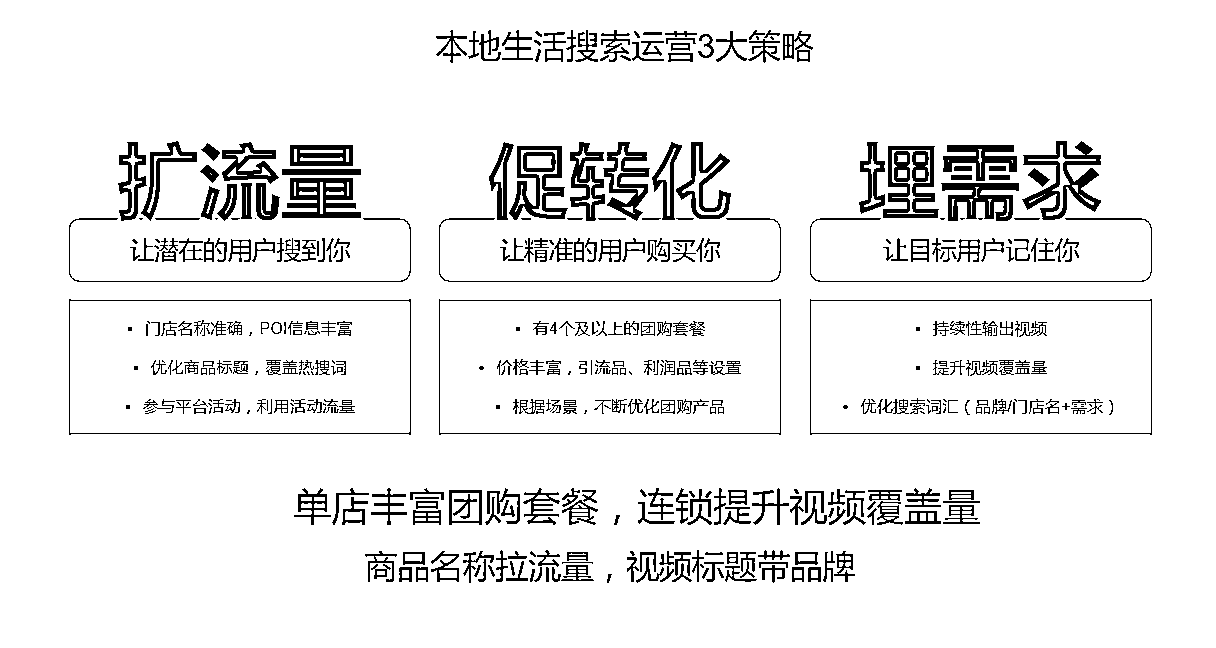 本地生活搜索运营3大策略
扩流量
让潜在的用户搜到你
▪ 门店名称准确，POI信息丰富
▪ 优化商品标题，覆盖热搜词
▪ 参与平台活动，利用活动流量
促转化
让精准的用户购买你
▪ 有4个及以上的团购套餐
• 价格丰富，引流品、利润品等设置
▪ 根据场景，不断优化团购产品
埋需求
让目标用户记住你
▪ 持续性输出视频
▪ 提升视频覆盖量
• 优化搜索词汇（品牌/门店名+需求）
单店丰富团购套餐，连锁提升视频覆盖量
商品名称拉流量，视频标题带品牌